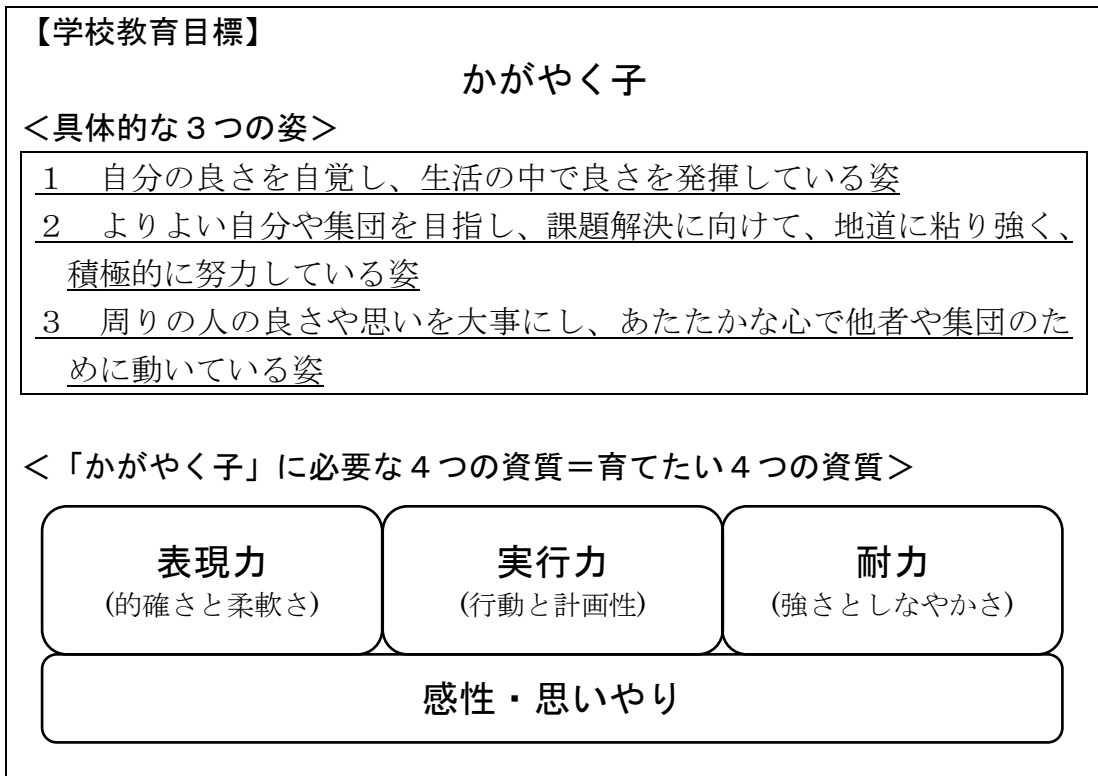 【学校教育目標】
かがやく子
＜具体的な３つの姿＞
１　自分の良さを自覚し、生活の中で良さを発揮している姿
２　よりよい自分や集団を目指し、課題解決に向けて、地道に粘り強く、
積極的に努力している姿
３　周りの人の良さや思いを大事にし、あたたかな心で他者や集団のた
めに動いている姿
＜「かがやく子」に必要な４つの資質＝育てたい４つの資質＞
表現力
(的確さと柔軟さ)
実行力
(行動と計画性)
耐力
(強さとしなやかさ)
感性・思いやり